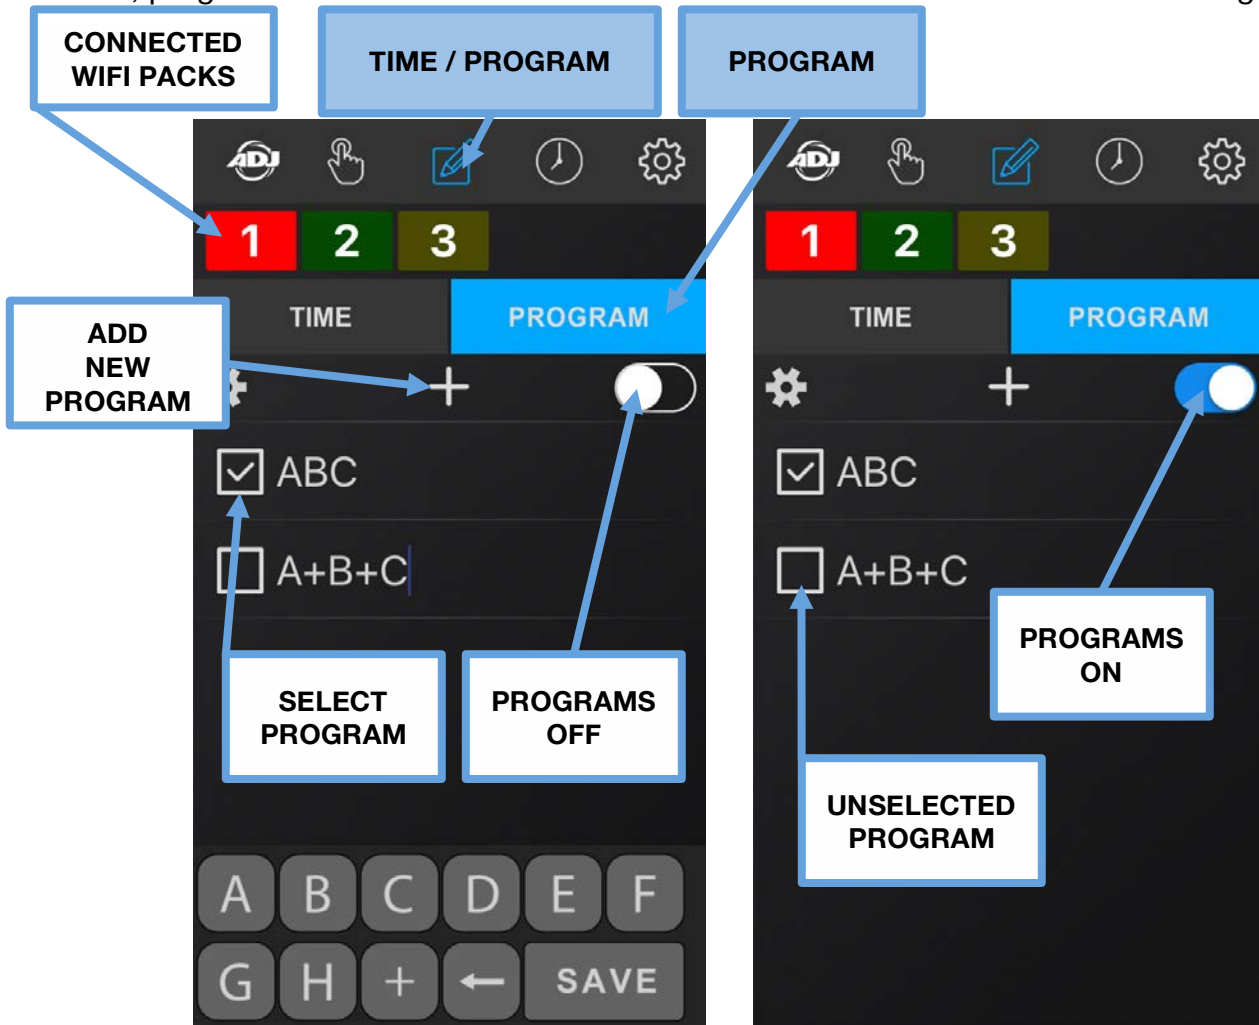 CONNECTED
WIFI PACKS
TIME / PROGRAM
PROGRAM
ADJ
1 2 3
TIME PROGRAM
ADD
NEW
PROGRAM
ABC
A+B+C
SELECT
PROGRAM
PROGRAMS
OFF
A B C D E F
G H + ← SAVE
ADJ
1 2 3
TIME PROGRAM
ABC
A+B+C
PROGRAMS
ON
UNSELECTED
PROGRAM